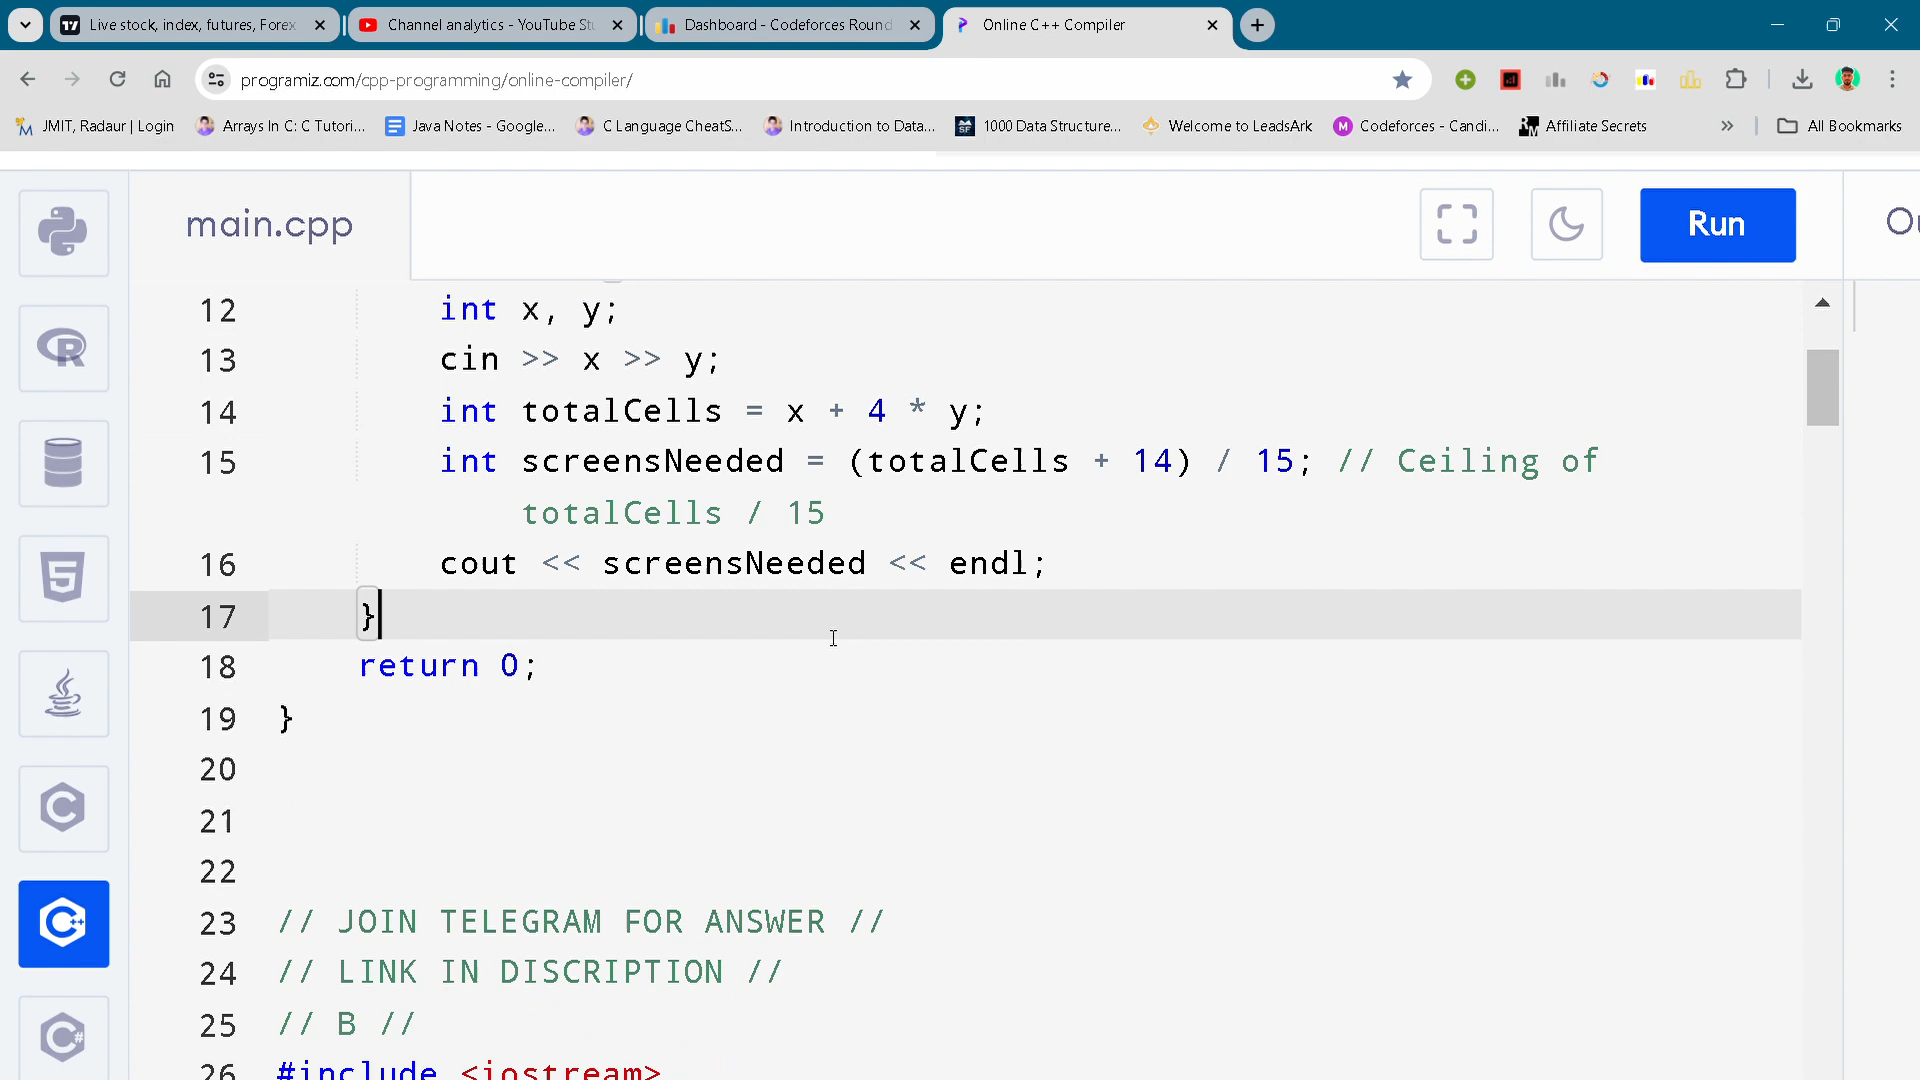 Live stock, index, futures, Forex
Channel analytics - YouTube Stu
Dashboard - Codeforces Round
Online C++ Compiler
programiz.com/cpp-programming/online-compiler/
JMIT, Radaur | Login
Arrays In C: C Tutori...
Java Notes - Google...
C Language CheatS...
Introduction to Data...
1000 Data Structure...
Welcome to LeadsArk
Codeforces - Candi...
Affiliate Secrets
All Bookmarks
main.cpp
Run
Ou
12 int x, y;
13 cin >> x >> y;
14 int totalCells = x + 4 * y;
15 int screensNeeded = (totalCells + 14) / 15; // Ceiling of
totalCells / 15
16 cout << screensNeeded << endl;
17 }
18 return 0;
19 }
20
21
22
23 // JOIN TELEGRAM FOR ANSWER //
24 // LINK IN DISCRIPTION //
25 // B //
26 #include <iostream>